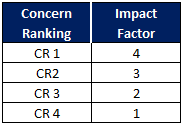 Concern Impact
Ranking Factor
CR 1 4
CR2 3
CR 3 2
CR 4 1